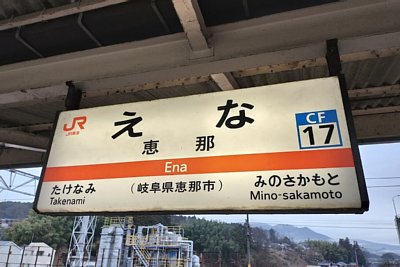 JR東海
えな
CF
17
恵那
Ena
たけなみ
Takenami
（岐阜県恵那市）
みのさかもと
Mino-sakamoto